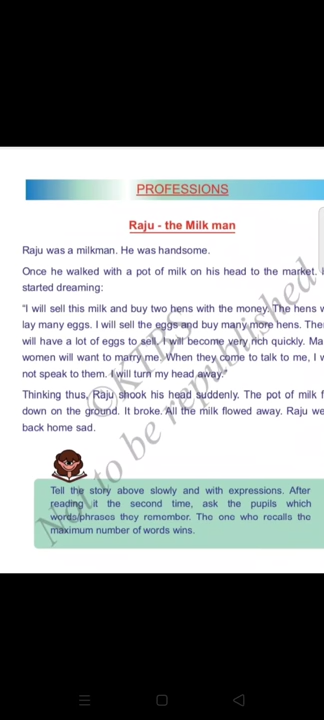 PROFESSIONS
Raju - the Milk man
Raju was a milkman. He was handsome.
Once he walked with a pot of milk on his head to the market.
started dreaming:
"I will sell this milk and buy two hens with the money. The hens
lay many eggs. I will sell the eggs and buy many more hens.
will have a lot of eggs to sell. I will become very rich quickly.
women will want to marry me. When they come to talk to me, I
not speak to them. I will turn my head away."
Thinking thus, Raju shook his head suddenly. The pot of milk
down on the ground. It broke. All the milk flowed away. Raju
back home sad.
Tell the story above slowly and with expressions. After
reading it the second time, ask the pupils which
words/phrases they remember. The one who recalls the
maximum number of words wins.
©KTBS
Not to be republished